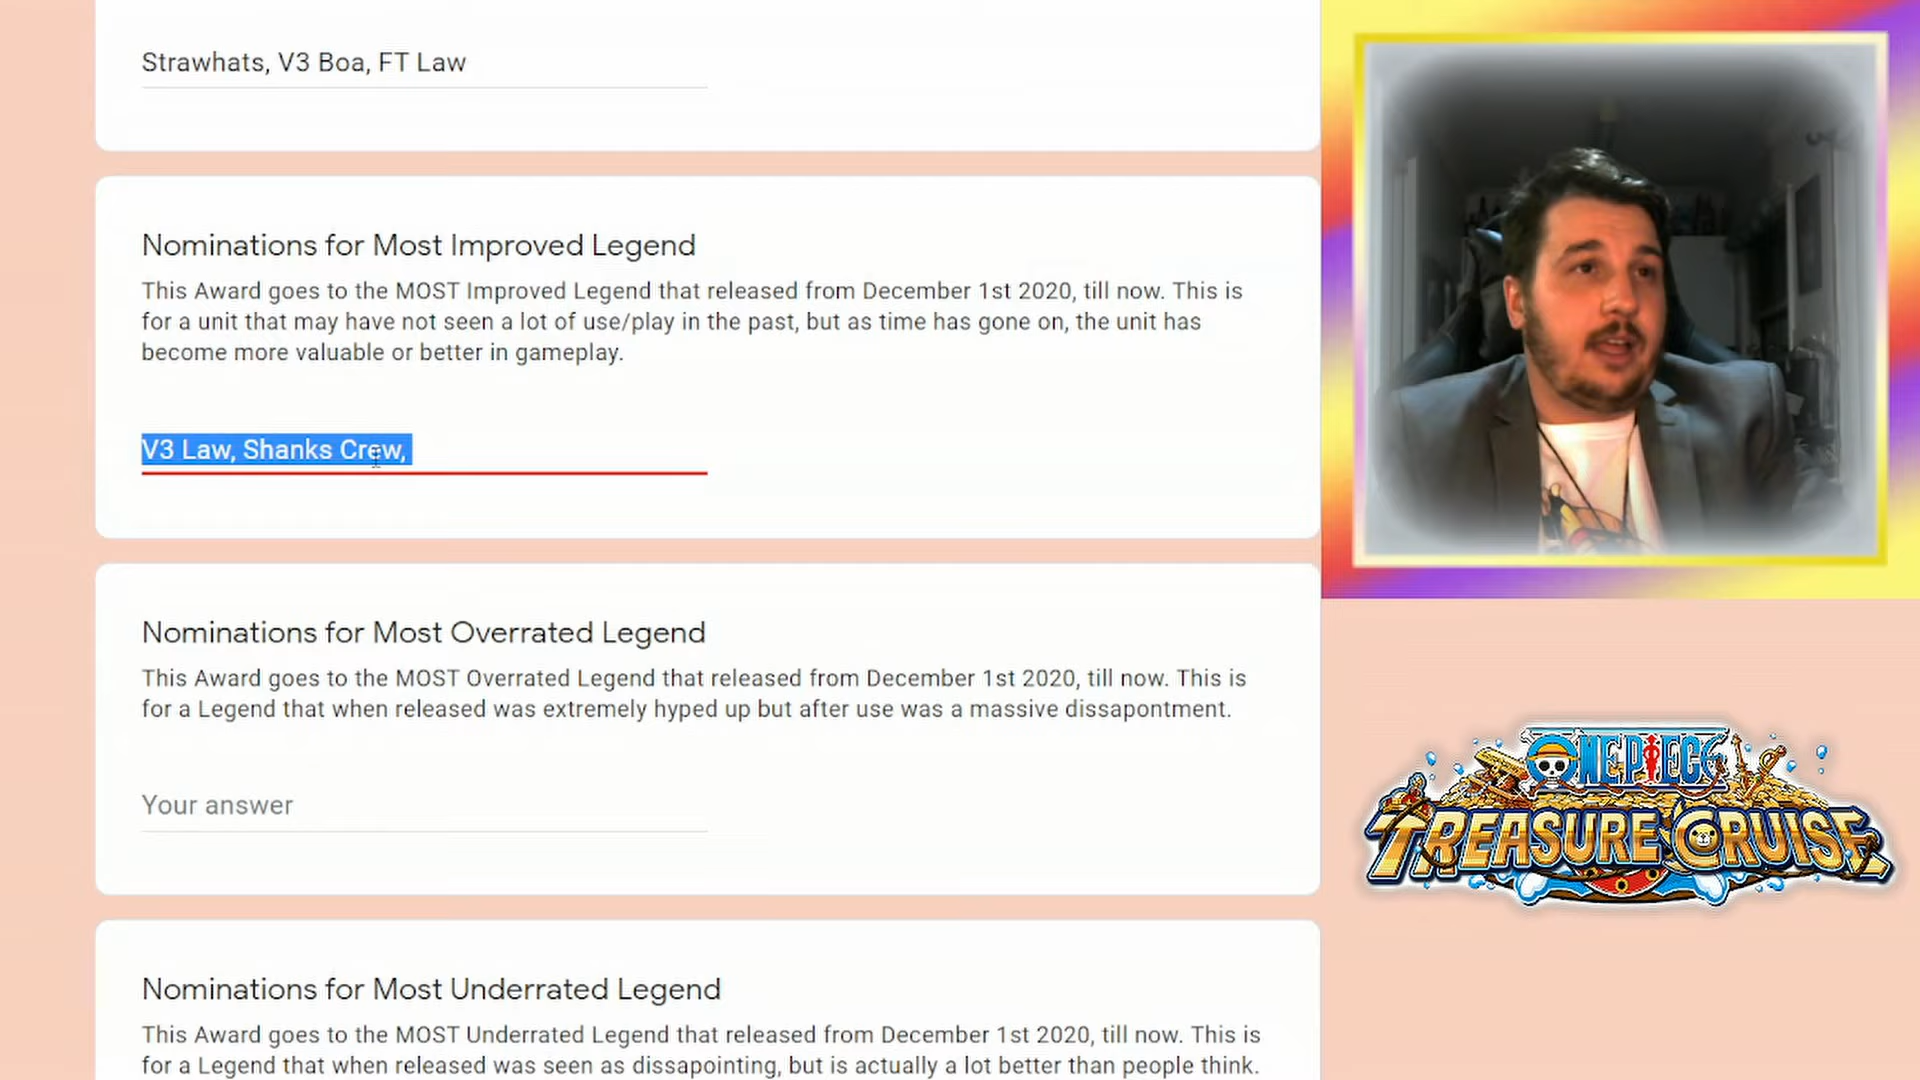 Strawhats, V3 Boa, FT Law
Nominations for Most Improved Legend
This Award goes to the MOST Improved Legend that released from December 1st 2020, till now. This is
for a unit that may have not seen a lot of use/play in the past, but as time has gone on, the unit has
become more valuable or better in gameplay.
V3 Law, Shanks Crew,
Nominations for Most Overrated Legend
This Award goes to the MOST Overrated Legend that released from December 1st 2020, till now. This is
for a Legend that when released was extremely hyped up but after use was a massive dissapontment.
Your answer
Nominations for Most Underrated Legend
This Award goes to the MOST Underrated Legend that released from December 1st 2020, till now. This is
for a Legend that when released was seen as dissapointing, but is actually a lot better than people think.
ONE PIECE
TREASURE CRUISE